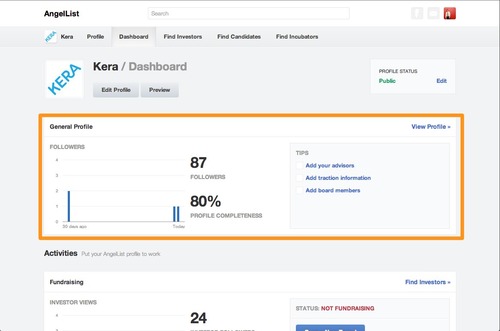 AngelList
Search
KERA
Kera
Profile
Dashboard
Find Investors
Find Candidates
Find Incubators
KERA
Kera / Dashboard
Edit Profile
Preview
PROFILE STATUS
Public
Edit
General Profile
View Profile »
FOLLOWERS
4
3
2
1
0
30 days ago
Today
87
FOLLOWERS
80%
PROFILE COMPLETENESS
TIPS
Add your advisors
Add traction information
Add board members
Activities
Put your AngelList profile to work
Fundraising
Find Investors »
INVESTOR VIEWS
4
3
24
STATUS: NOT FUNDRAISING